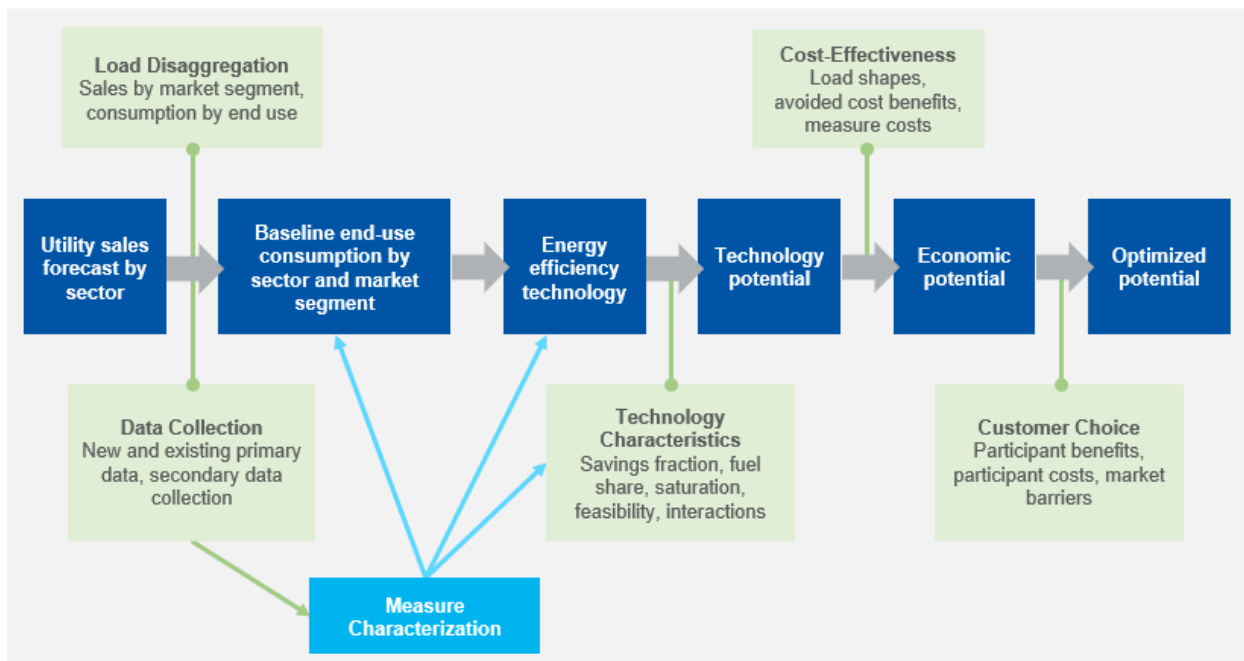 Load Disaggregation
Sales by market segment,
consumption by end use
Cost-Effectiveness
Load shapes,
avoided cost benefits,
measure costs
Utility sales
forecast by
sector
Baseline end-use
consumption by
sector and market
segment
Energy
efficiency
technology
Technology
potential
Economic
potential
Optimized
potential
Data Collection
New and existing primary
data, secondary data
collection
Technology
Characteristics
Savings fraction, fuel
share, saturation,
feasibility, interactions
Customer Choice
Participant benefits,
participant costs, market
barriers
Measure
Characterization